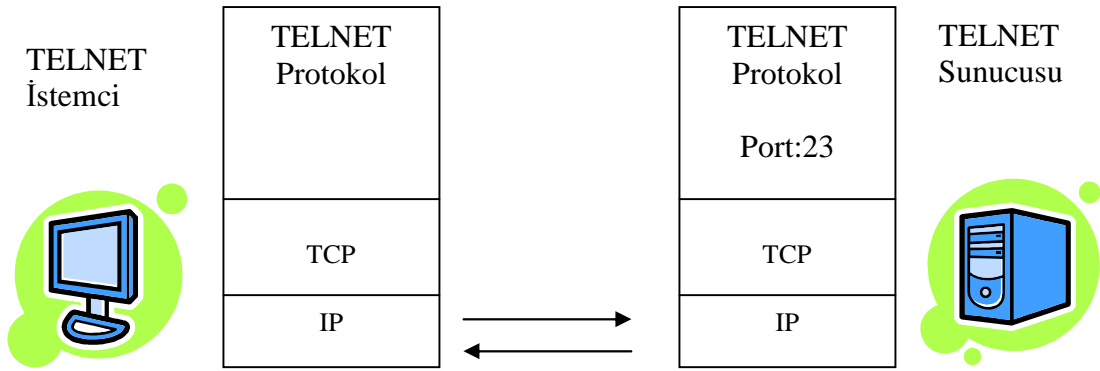 TELNET
İstemci
TELNET
Protokol
TCP
IP
TELNET
Protokol
Port:23
TCP
IP
TELNET
Sunucusu